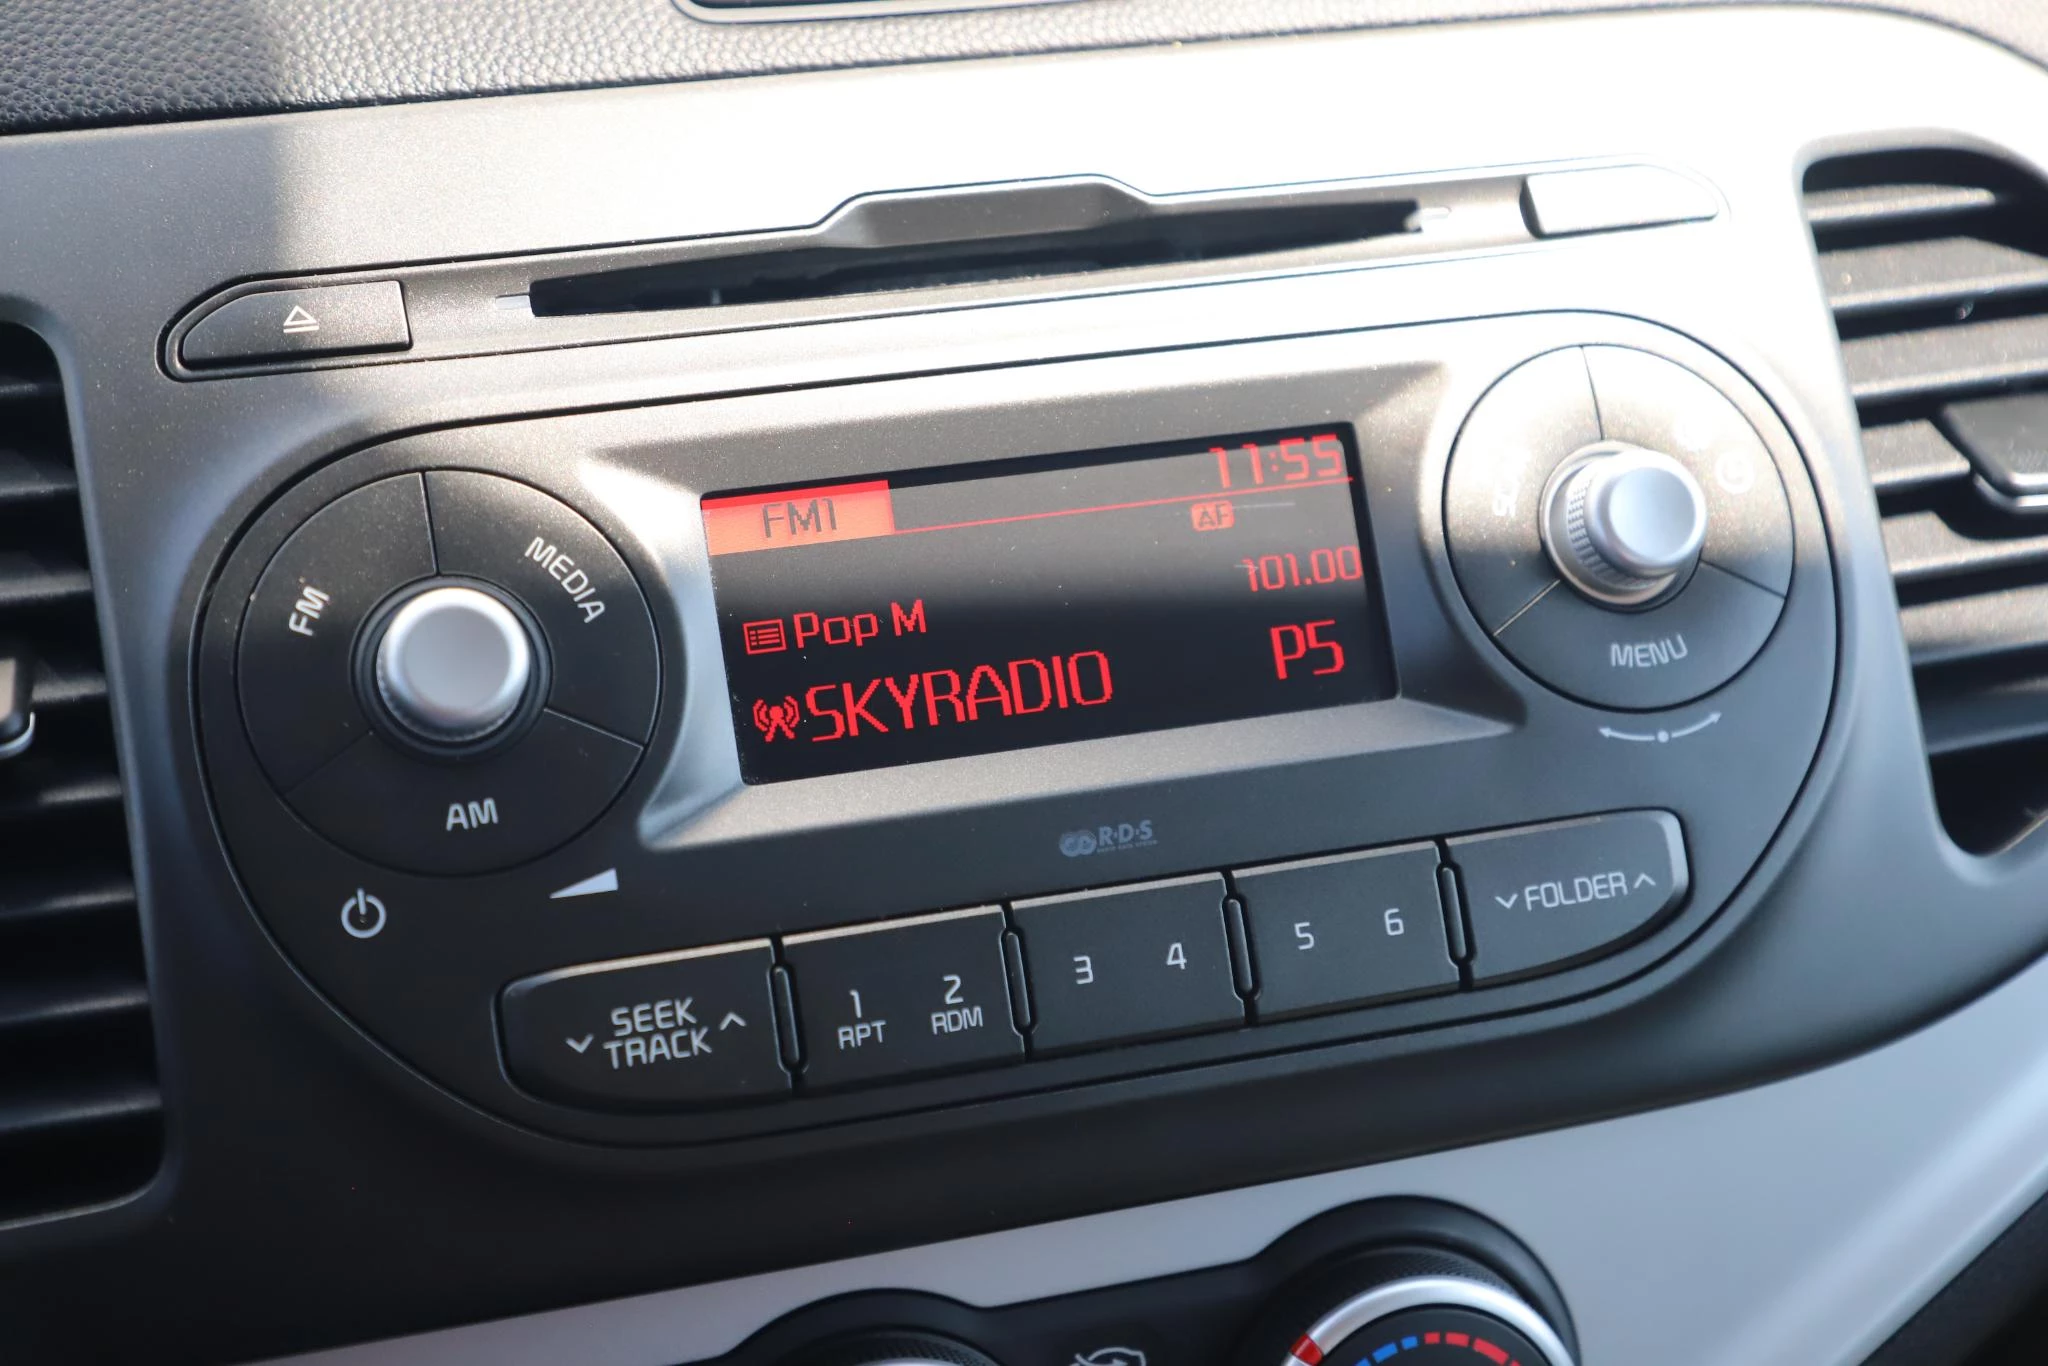 11:55
FM1
AF
101.00
Pop M
P5
SKYRADIO
FM
MEDIA
AM
MENU
R·D·S
SEEK
TRACK
1
RPT
2
RDM
3
4
5
6
FOLDER